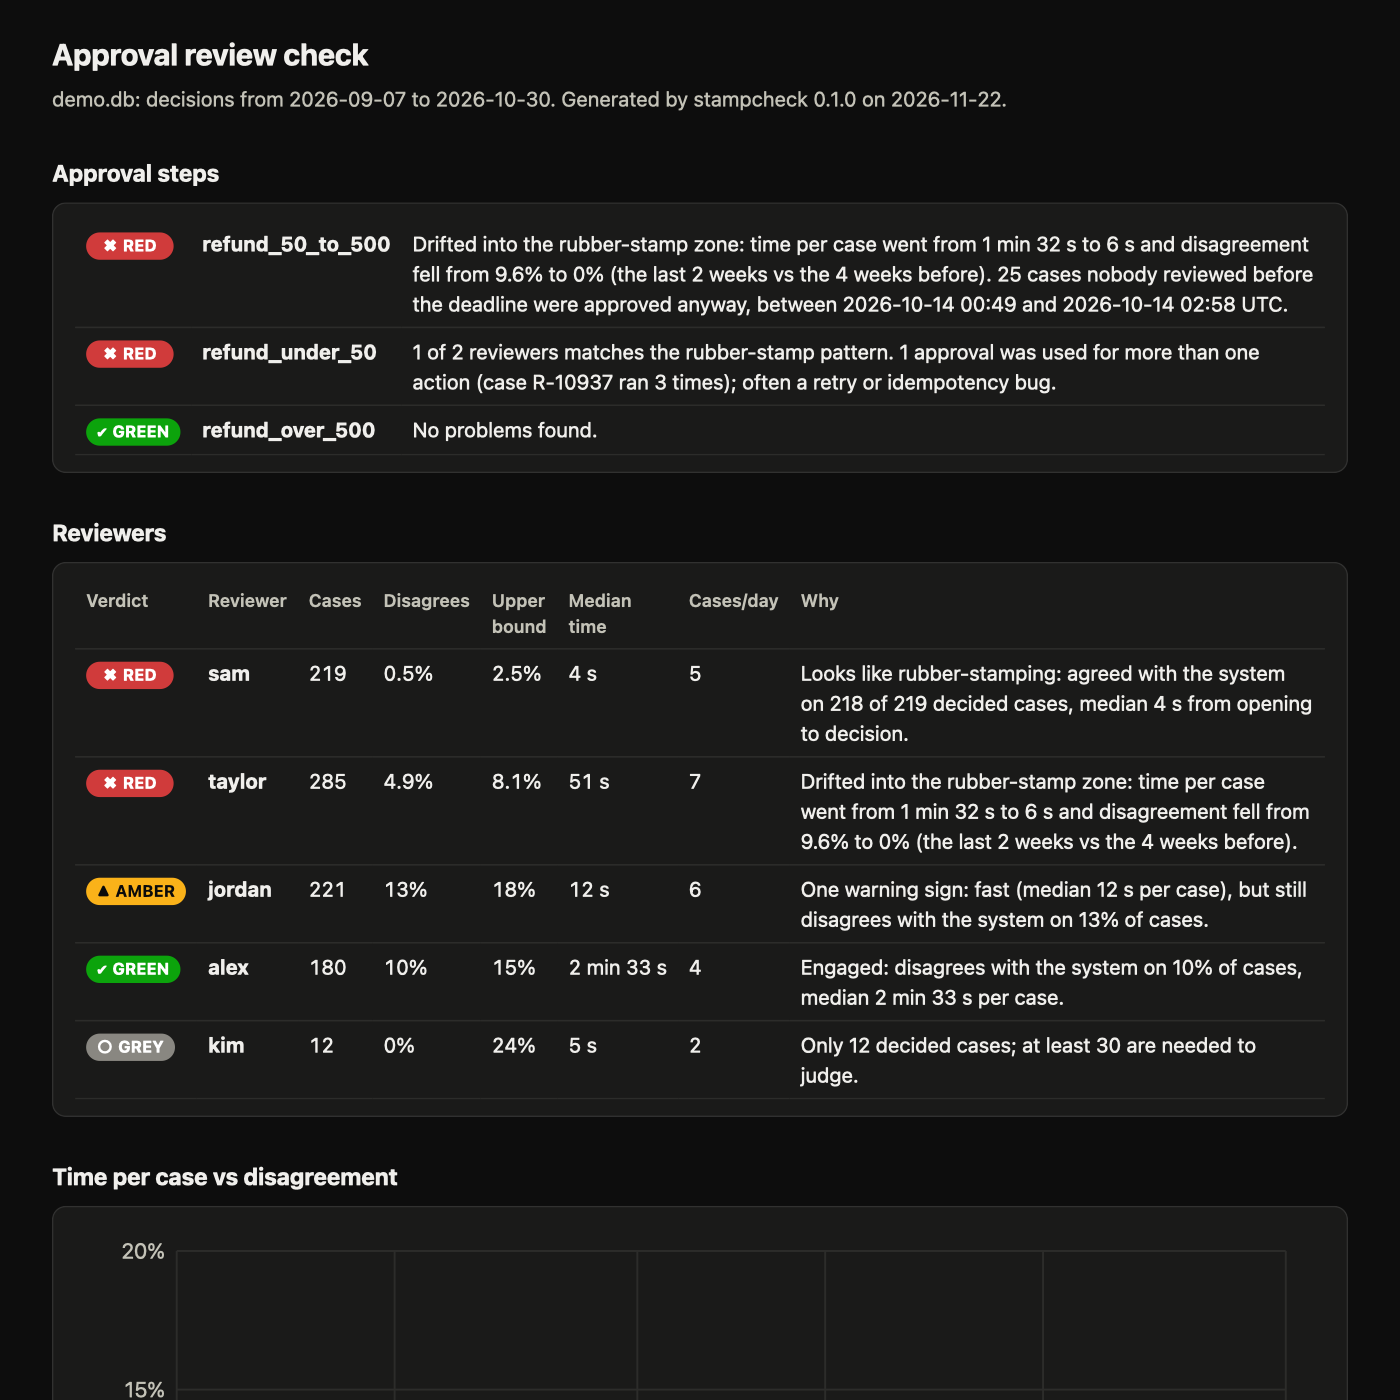 Approval review check
demo.db: decisions from 2026-09-07 to 2026-10-30. Generated by stampcheck 0.1.0 on 2026-11-22.
Approval steps
✖ RED refund_50_to_500 Drifted into the rubber-stamp zone: time per case went from 1 min 32 s to 6 s and disagreement
fell from 9.6% to 0% (the last 2 weeks vs the 4 weeks before). 25 cases nobody reviewed before
the deadline were approved anyway, between 2026-10-14 00:49 and 2026-10-14 02:58 UTC.
✖ RED refund_under_50 1 of 2 reviewers matches the rubber-stamp pattern. 1 approval was used for more than one
action (case R-10937 ran 3 times); often a retry or idempotency bug.
✔ GREEN refund_over_500 No problems found.
Reviewers
Verdict Reviewer Cases Disagrees Upper bound Median time Cases/day Why
✖ RED sam 219 0.5% 2.5% 4 s 5 Looks like rubber-stamping: agreed with the system
on 218 of 219 decided cases, median 4 s from opening
to decision.
✖ RED taylor 285 4.9% 8.1% 51 s 7 Drifted into the rubber-stamp zone: time per case
went from 1 min 32 s to 6 s and disagreement fell from
9.6% to 0% (the last 2 weeks vs the 4 weeks before).
▲ AMBER jordan 221 13% 18% 12 s 6 One warning sign: fast (median 12 s per case), but still
disagrees with the system on 13% of cases.
✔ GREEN alex 180 10% 15% 2 min 33 s 4 Engaged: disagrees with the system on 10% of cases,
median 2 min 33 s per case.
○ GREY kim 12 0% 24% 5 s 2 Only 12 decided cases; at least 30 are needed to
judge.
Time per case vs disagreement
20%
15%